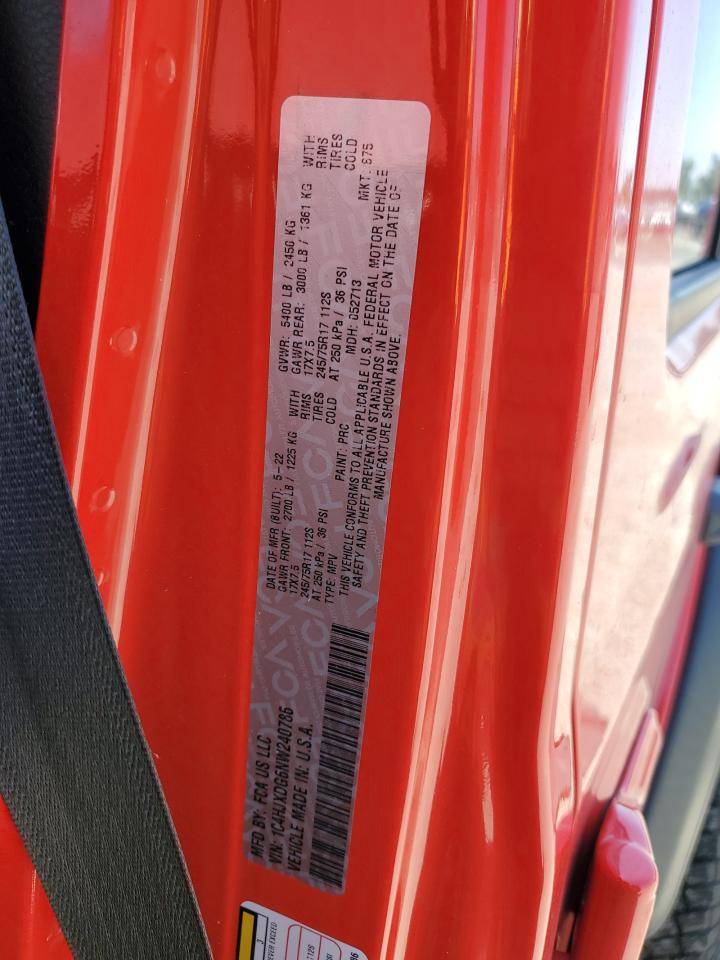 MFD BY: FCA US LLC
VIN: 1C4HJXDG6NW240786
VEHICLE MADE IN: U.S.A.
DATE OF MFR (BUILT): 5-22 GVWR: 5400 LB / 2450 KG
GAWR FRONT: 2700 LB / 1225 KG WITH GAWR REAR: 3000 LB / 1361 KG WITH
17X7.5 RIMS 17X7.5 RIMS
245/75R17 112S TIRES 245/75R17 112S TIRES
AT 250 kPa / 36 PSI COLD AT 250 kPa / 36 PSI COLD
TYPE: MPV PAINT: PRC MDH: 052713 MKT: S75
THIS VEHICLE CONFORMS TO ALL APPLICABLE U.S.A. FEDERAL MOTOR VEHICLE
SAFETY AND THEFT PREVENTION STANDARDS IN EFFECT ON THE DATE OF
MANUFACTURE SHOWN ABOVE.
EVER EXCEED